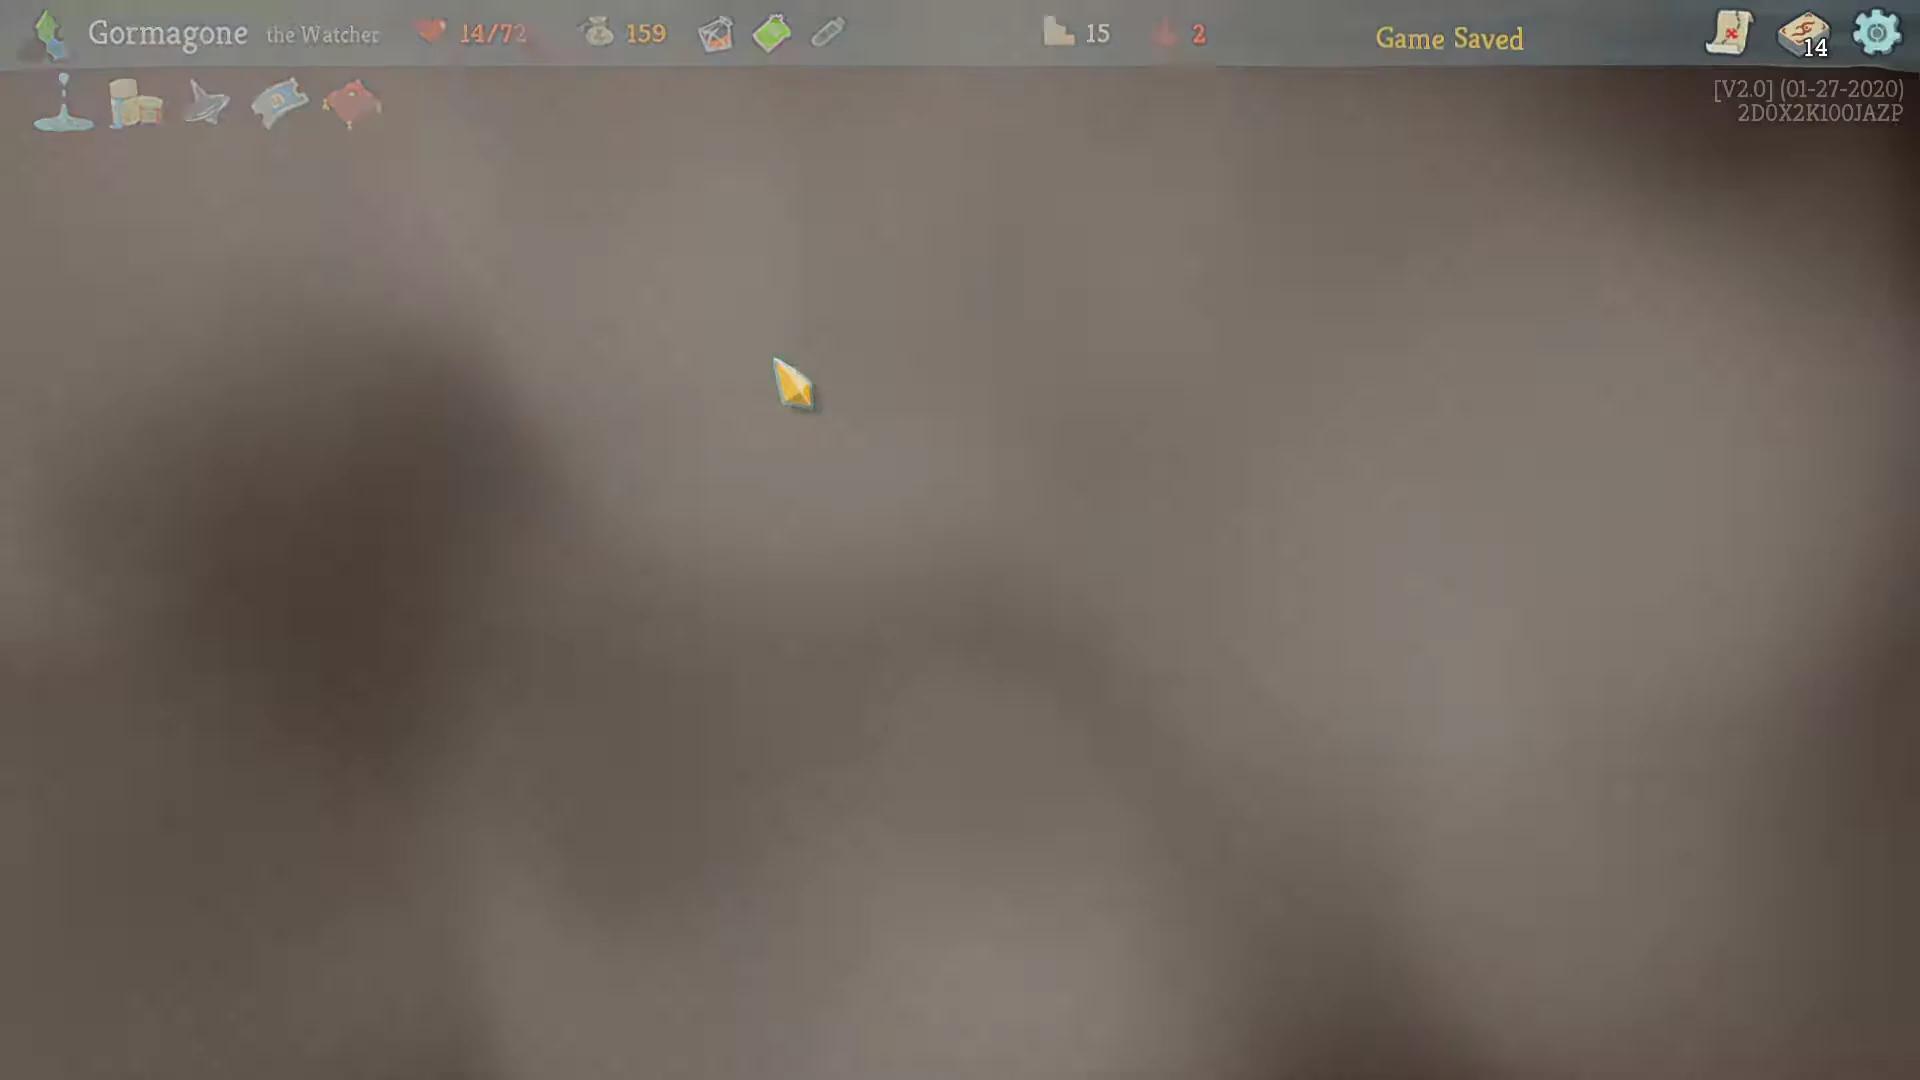 Gormagone the Watcher 14/72 159 15 2 Game Saved 14
[V2.0] (01-27-2020)
2D0X2K100JAZP